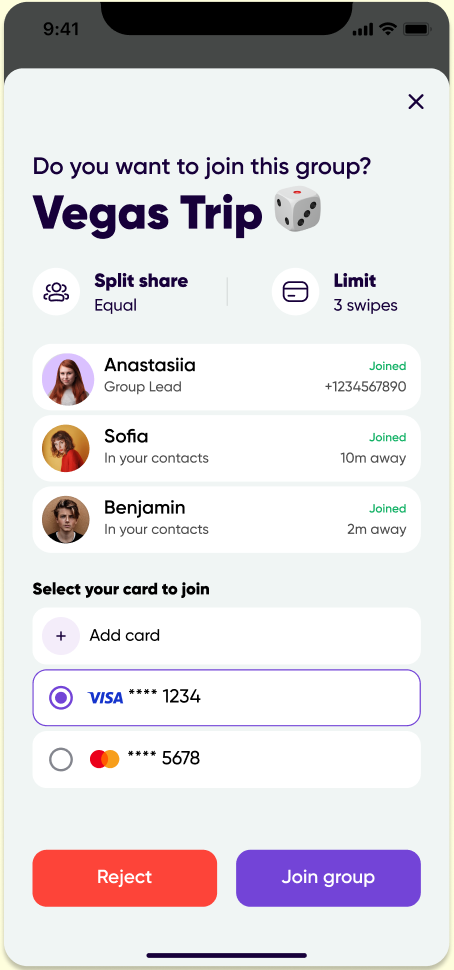 9:41
Do you want to join this group?
Vegas Trip
Split share
Equal
Limit
3 swipes
Anastasiia
Joined
Group Lead
+1234567890
Sofia
Joined
In your contacts
10m away
Benjamin
Joined
In your contacts
2m away
Select your card to join
+ Add card
VISA **** 1234
**** 5678
Reject
Join group